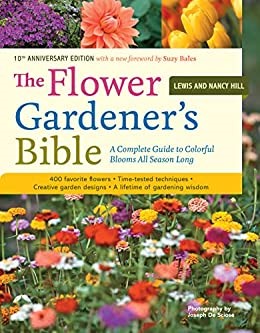 10TH ANNIVERSARY EDITION with a new foreword by Suzy Bales
The Flower
LEWIS AND NANCY HILL
Gardener's
Bible
A Complete Guide to Colorful
Blooms All Season Long
400 favorite flowers • Time-tested techniques •
Creative garden designs • A lifetime of gardening wisdom
Photography by
Joseph De Sciose